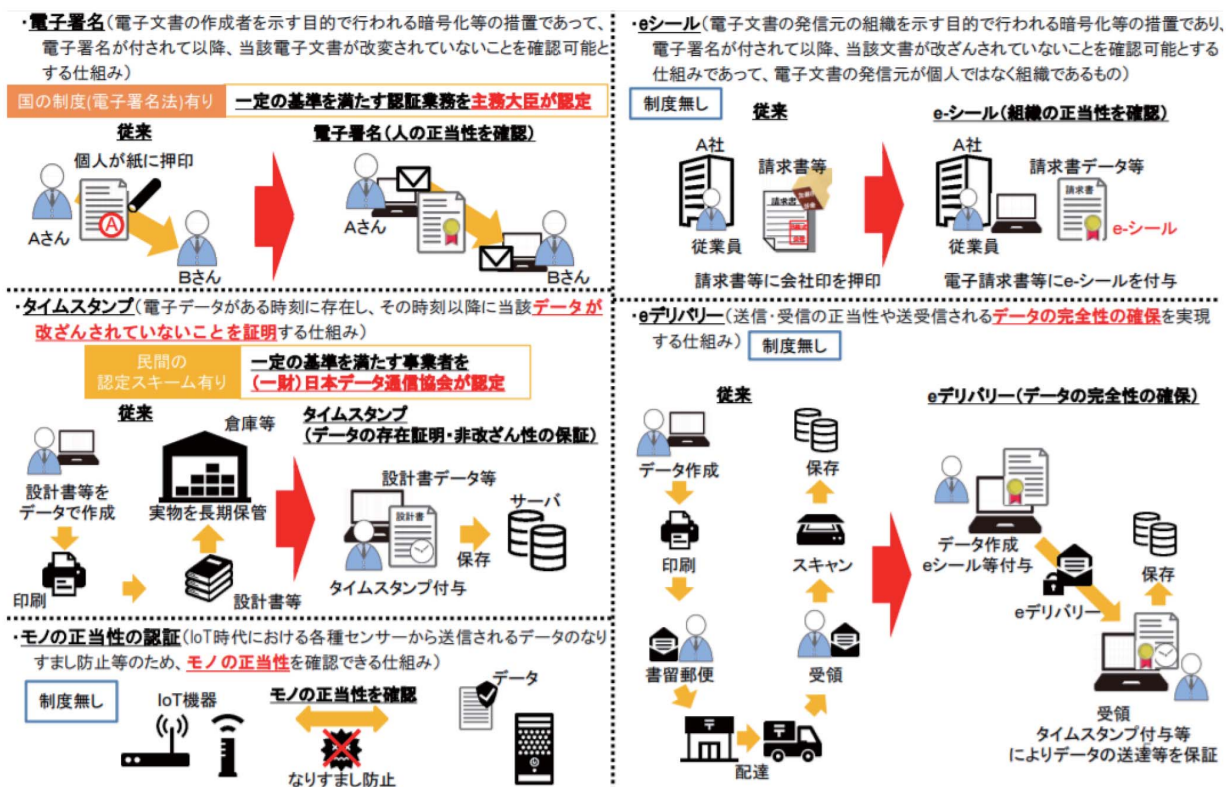 ・電子署名(電子文書の作成者を示す目的で行われる暗号化等の措置であって、
電子署名が付されて以降、当該電子文書が改変されていないことを確認可能と
する仕組み)
国の制度(電子署名法)有り
一定の基準を満たす認証業務を主務大臣が認定
従来
個人が紙に押印
A
Aさん
Bさん
電子署名(人の正当性を確認)
Aさん
Bさん
・タイムスタンプ(電子データがある時刻に存在し、その時刻以降に当該データが
改ざんされていないことを証明する仕組み)
民間の
認定スキーム有り
一定の基準を満たす事業者を
(一財)日本データ通信協会が認定
従来
設計書等を
データで作成
印刷
倉庫等
実物を長期保管
設計書等
タイムスタンプ
(データの存在証明・非改ざん性の保証)
設計書データ等
設計書
タイムスタンプ付与
保存
サーバ
・モノの正当性の認証(IoT時代における各種センサーから送信されるデータのなり
すまし防止等のため、モノの正当性を確認できる仕組み)
制度無し
IoT機器
モノの正当性を確認
なりすまし防止
データ
・eシール(電子文書の発信元の組織を示す目的で行われる暗号化等の措置であり、
電子署名が付されて以降、当該文書が改ざんされていないことを確認可能とする
仕組みであって、電子文書の発信元が個人ではなく組織であるもの)
制度無し
従来
A社
従業員
請求書等
請求書
請求書等に会社印を押印
e-シール(組織の正当性を確認)
A社
従業員
請求書データ等
請求書
e-シール
電子請求書等にe-シールを付与
・eデリバリー(送信・受信の正当性や送受信されるデータの完全性の確保を実現
する仕組み)
制度無し
従来
データ作成
印刷
書留郵便
〒
〒
配達
受領
スキャン
保存
eデリバリー(データの完全性の確保)
データ作成
eシール等付与
eデリバリー
保存
受領
タイムスタンプ付与等
によりデータの送達等を保証